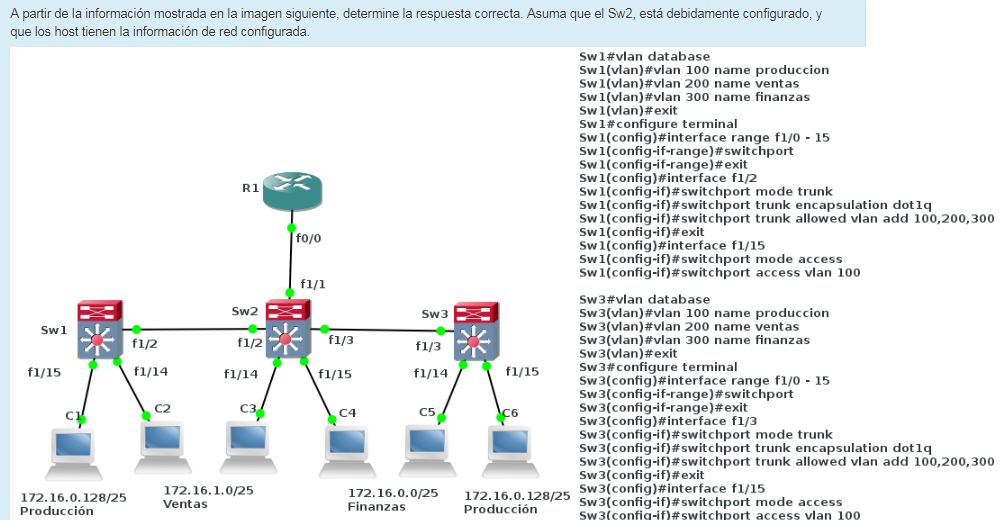 A partir de la información mostrada en la imagen siguiente, determine la respuesta correcta. Asuma que el Sw2, está debidamente configurado, y
que los host tienen la información de red configurada.
Sw1#vlan database
Sw1(vlan)#vlan 100 name produccion
Sw1(vlan)#vlan 200 name ventas
Sw1(vlan)#vlan 300 name finanzas
Sw1(vlan)#exit
Sw1#configure terminal
Sw1(config)#interface range f1/0 - 15
Sw1(config-if-range)#switchport
Sw1(config-if-range)#exit
Sw1(config)#interface f1/2
Sw1(config-if)#switchport mode trunk
Sw1(config-if)#switchport trunk encapsulation dot1q
Sw1(config-if)#switchport trunk allowed vlan add 100,200,300
Sw1(config-if)#exit
Sw1(config)#interface f1/15
Sw1(config-if)#switchport mode access
Sw1(config-if)#switchport access vlan 100
Sw3#vlan database
Sw3(vlan)#vlan 100 name produccion
Sw3(vlan)#vlan 200 name ventas
Sw3(vlan)#vlan 300 name finanzas
Sw3(vlan)#exit
Sw3#configure terminal
Sw3(config)#interface range f1/0 - 15
Sw3(config-if-range)#switchport
Sw3(config-if-range)#exit
Sw3(config)#interface f1/3
Sw3(config-if)#switchport mode trunk
Sw3(config-if)#switchport trunk encapsulation dot1q
Sw3(config-if)#switchport trunk allowed vlan add 100,200,300
Sw3(config-if)#exit
Sw3(config)#interface f1/15
Sw3(config-if)#switchport mode access
Sw3(config-if)#switchport access vlan 100
R1
f0/0
f1/1
Sw1
Sw2
Sw3
f1/2
f1/2
f1/3
f1/3
f1/15
f1/14
f1/14
f1/15
f1/14
f1/15
C1
C2
C3
C4
C5
C6
172.16.0.128/25
Producción
172.16.1.0/25
Ventas
172.16.0.0/25
Finanzas
172.16.0.128/25
Producción